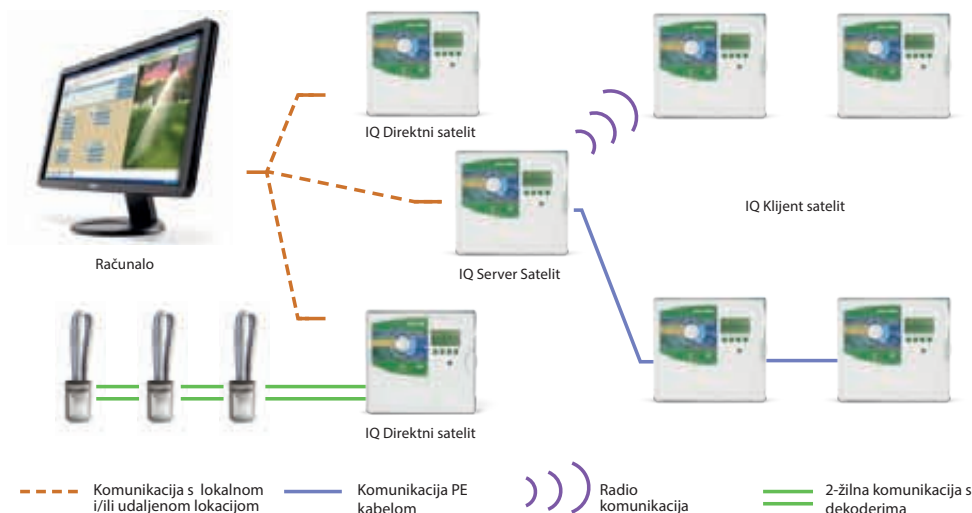 IQ Direktni satelit
IQ Klijent satelit
Računalo
IQ Server Satelit
IQ Direktni satelit
Komunikacija s lokalnom
i/ili udaljenom lokacijom
Komunikacija PE
kabelom
Radio
komunikacija
2-žilna komunikacija s
dekoderima